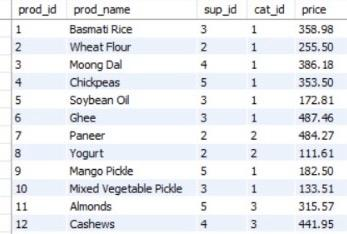 prod_id prod_name sup_id cat_id price
1 Basmati Rice 3 1 358.98
2 Wheat Flour 2 1 255.50
3 Moong Dal 4 1 386.18
4 Chickpeas 5 1 353.50
5 Soybean Oil 3 1 172.81
6 Ghee 3 1 487.46
7 Paneer 2 2 484.27
8 Yogurt 2 2 111.61
9 Mango Pickle 5 1 182.50
10 Mixed Vegetable Pickle 3 1 133.51
11 Almonds 5 3 315.57
12 Cashews 4 3 441.95